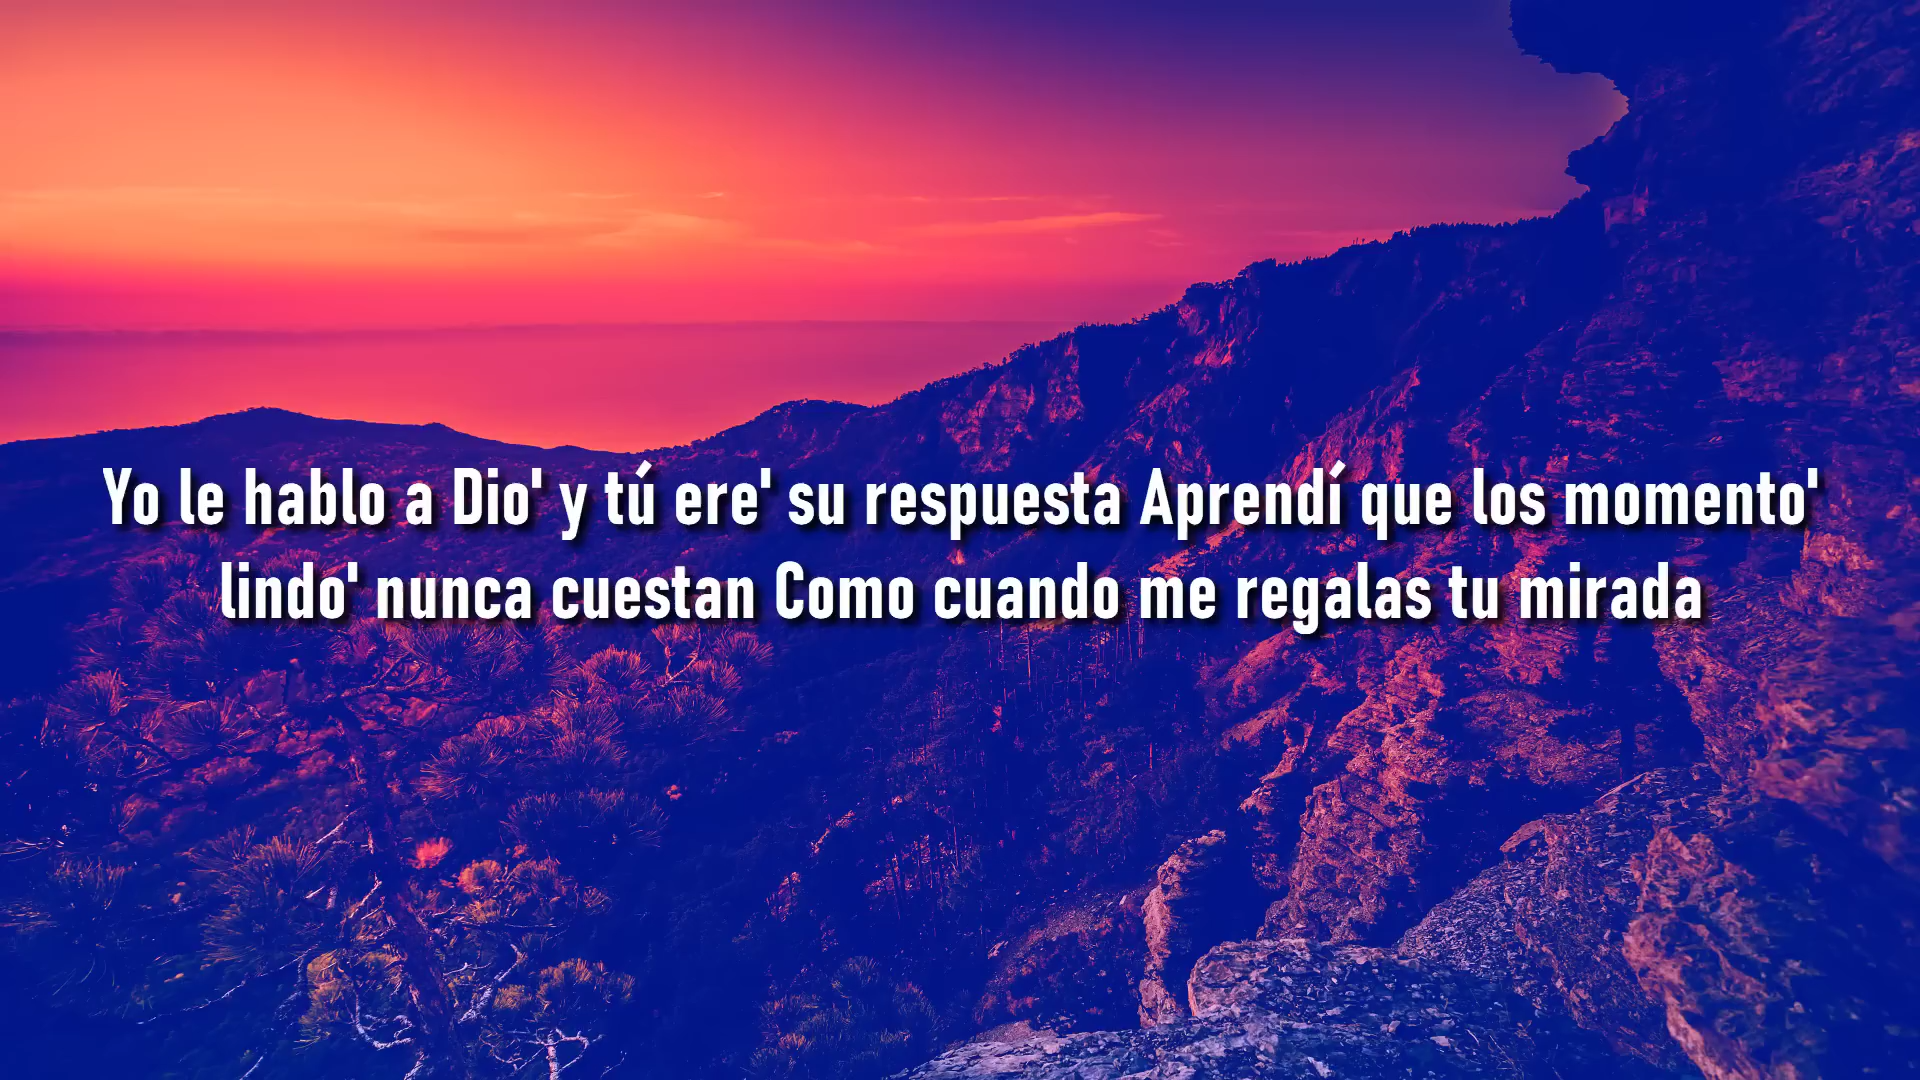 Yo le hablo a Dio' y tú ere' su respuesta Aprendí que los momento'
lindo' nunca cuestan Como cuando me regalas tu mirada